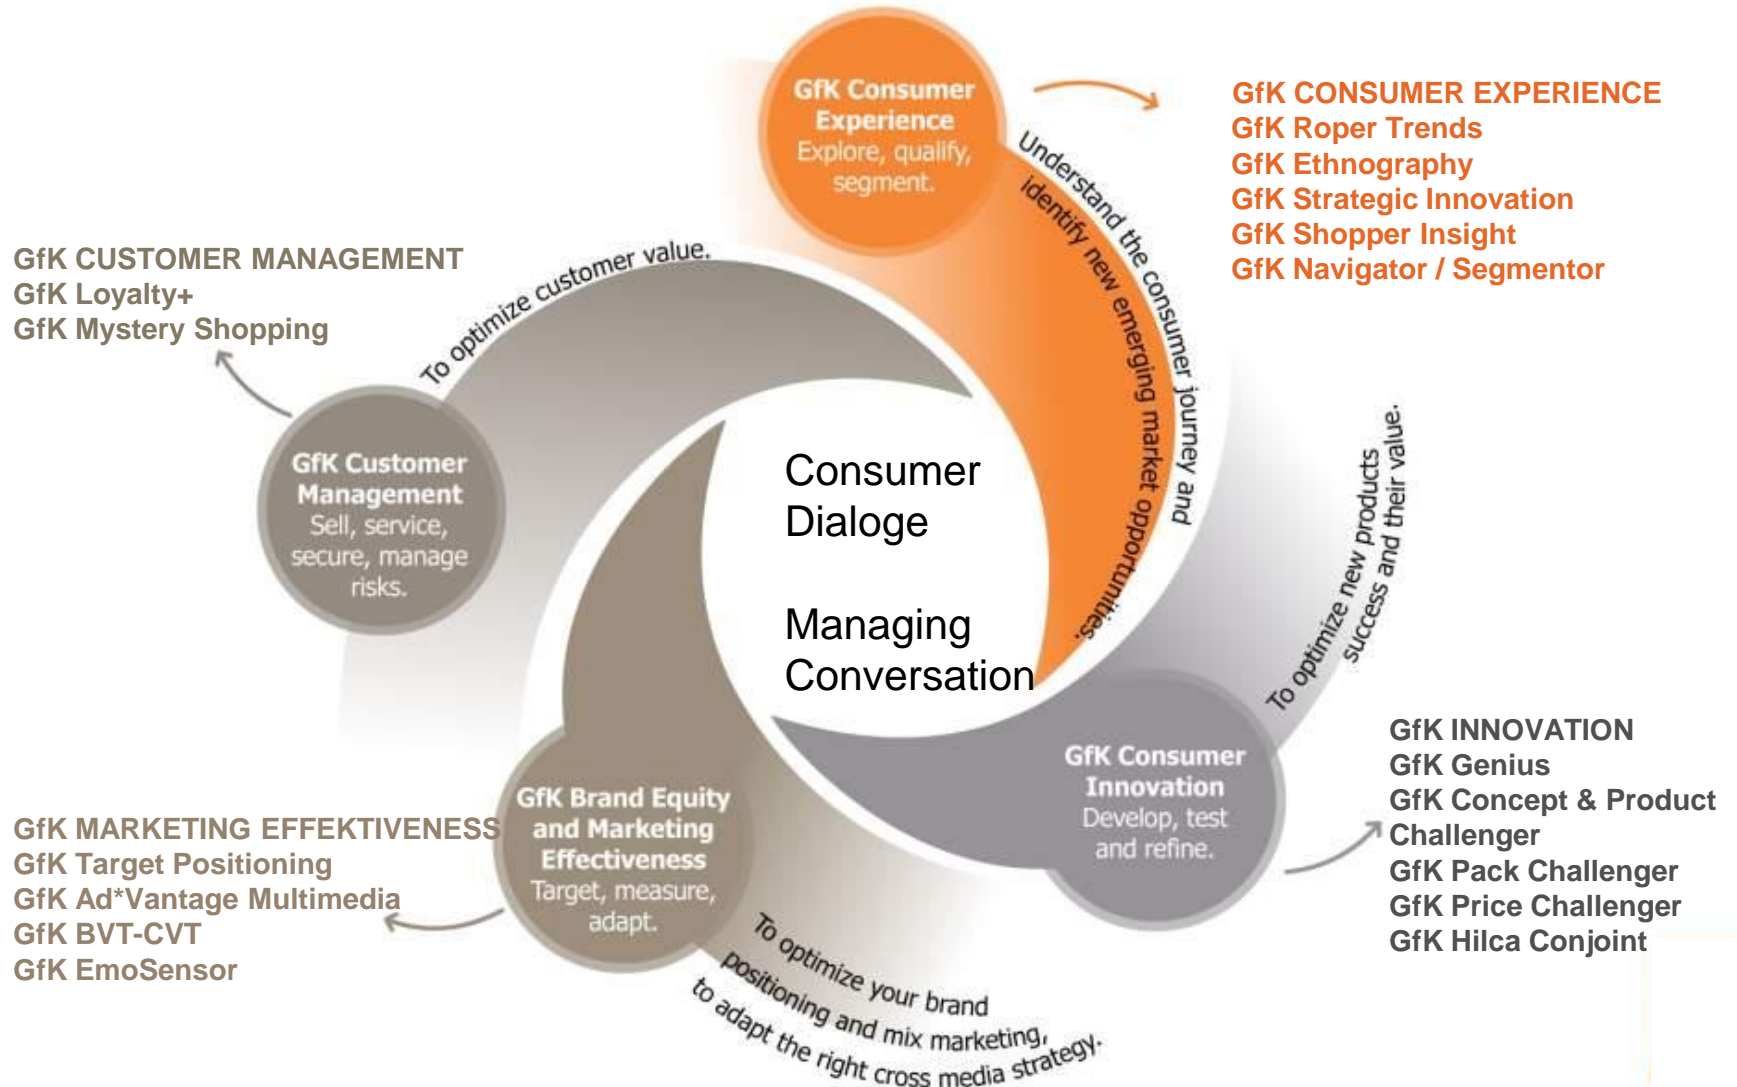 GfK Consumer
Experience
Explore, qualify,
segment.
Understand the consumer journey and
identify new emerging market opportunities.
GfK CONSUMER EXPERIENCE
GfK Roper Trends
GfK Ethnography
GfK Strategic Innovation
GfK Shopper Insight
GfK Navigator / Segmentor
GfK CUSTOMER MANAGEMENT
GfK Loyalty+
GfK Mystery Shopping
To optimize customer value.
GfK Customer
Management
Sell, service,
secure, manage
risks.
Consumer
Dialoge
Managing
Conversation
To optimize new products
success and their value.
GfK Consumer
Innovation
Develop, test
and refine.
GfK INNOVATION
GfK Genius
GfK Concept & Product
Challenger
GfK Pack Challenger
GfK Price Challenger
GfK Hilca Conjoint
GfK Brand Equity
and Marketing
Effectiveness
Target, measure,
adapt.
GfK MARKETING EFFEKTIVENESS
GfK Target Positioning
GfK Ad*Vantage Multimedia
GfK BVT-CVT
GfK EmoSensor
To optimize your brand
positioning and mix marketing,
to adapt the right cross media strategy.